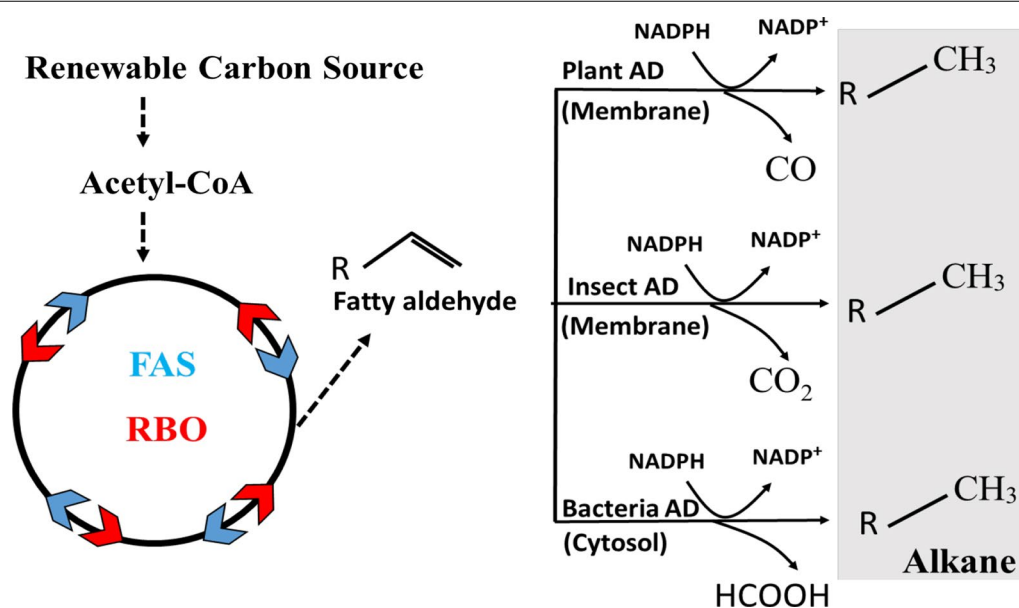 Renewable Carbon Source
Acetyl-CoA
FAS
RBO
R
Fatty aldehyde
NADPH
NADP⁺
Plant AD
(Membrane)
CO
R
CH₃
NADPH
NADP⁺
Insect AD
(Membrane)
CO₂
R
CH₃
NADPH
NADP⁺
Bacteria AD
(Cytosol)
HCOOH
R
CH₃
Alkane